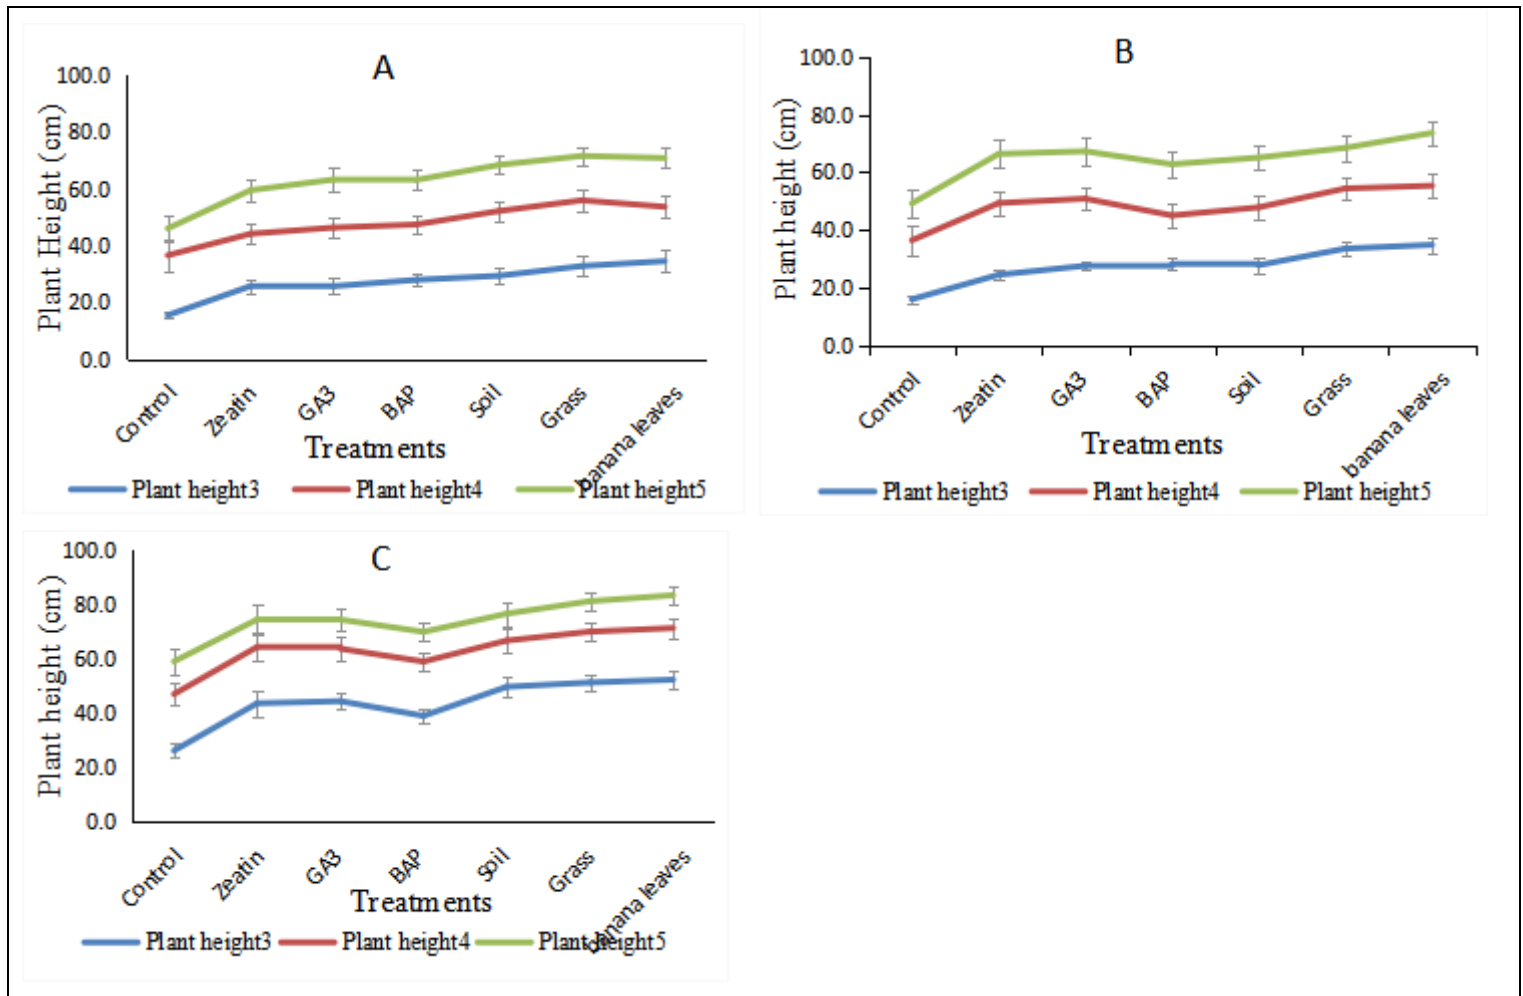 A
100.0
80.0
60.0
40.0
20.0
0.0
Plant Height (cm)
Control
Zeatin
GA3
BAP
Soil
Grass
banana leaves
Treatments
Plant height3
Plant height4
Plant height5
B
100.0
80.0
60.0
40.0
20.0
0.0
Plant height (cm)
Control
Zeatin
GA3
BAP
Soil
Grass
banana leaves
Treatments
Plant height3
Plant height4
Plant height5
C
100.0
80.0
60.0
40.0
20.0
0.0
Plant height (cm)
Control
Zeatin
GA3
BAP
Soil
Grass
banana leaves
Treatments
Plant height3
Plant height4
Plant height5